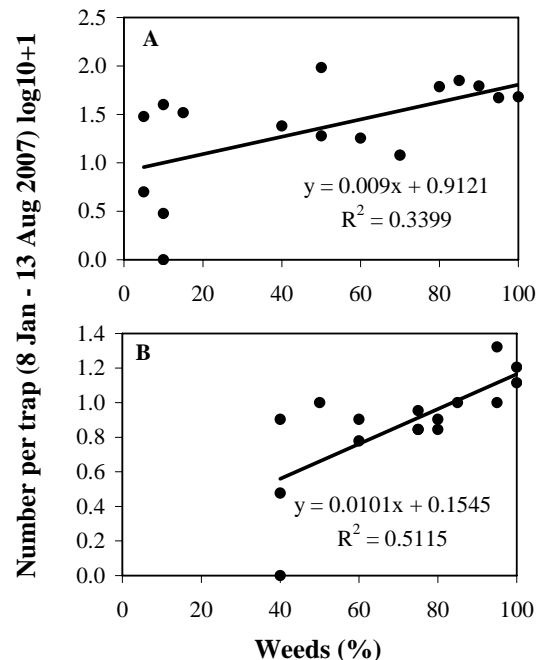 Number per trap (8 Jan - 13 Aug 2007) log10+1
A
2.5
2.0
1.5
1.0
0.5
0.0
y = 0.009x + 0.9121
R² = 0.3399
0 20 40 60 80 100
B
1.4
1.2
1.0
0.8
0.6
0.4
0.2
0.0
y = 0.0101x + 0.1545
R² = 0.5115
0 20 40 60 80 100
Weeds (%)